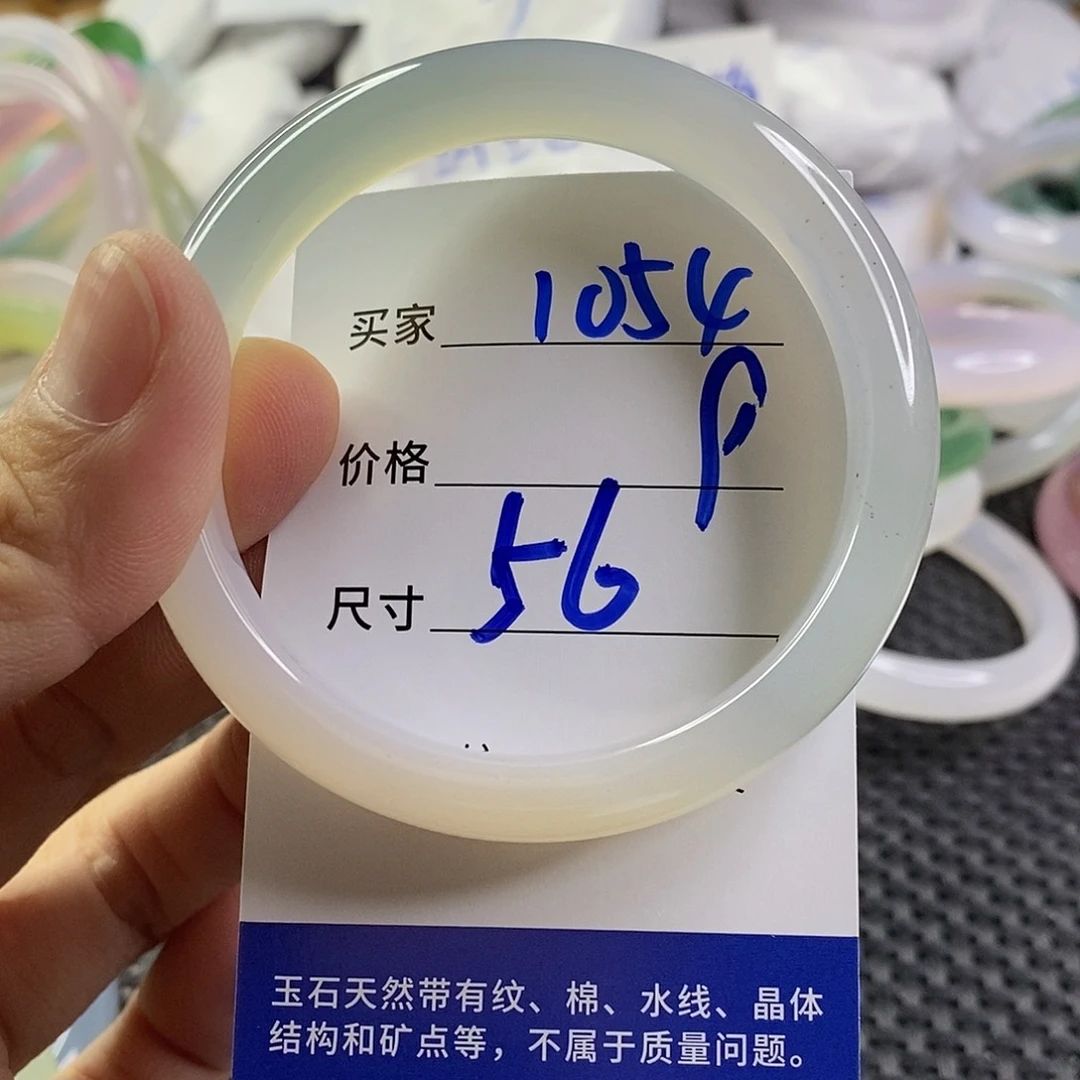 买家 1054
P
价格
尺寸 56
玉石天然带有纹、棉、水线、晶体
结构和矿点等，不属于质量问题。